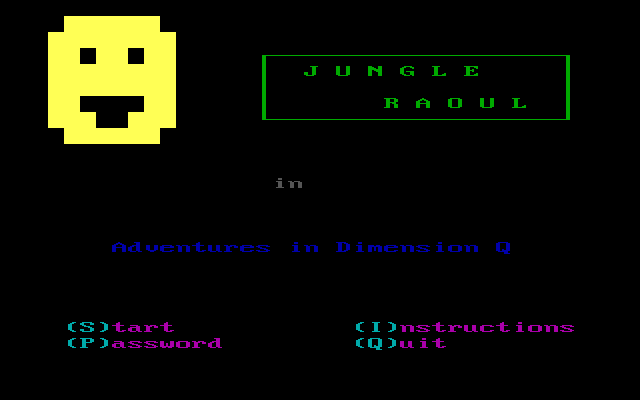 J U N G L E
R A O U L
in
Adventures in Dimension Q
(S)tart (I)nstructions
(P)assword (Q)uit